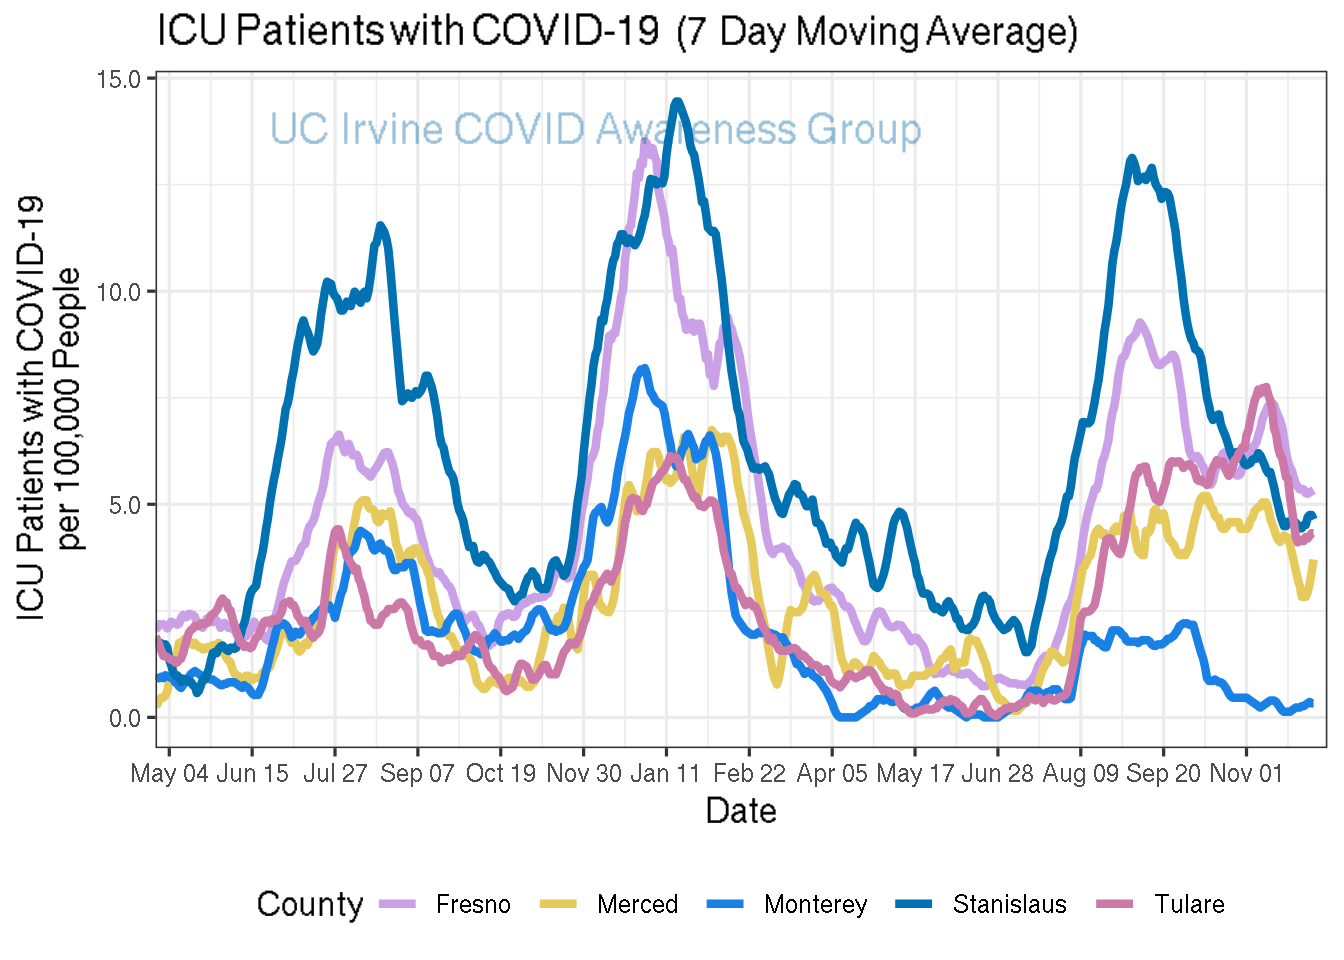 ICU Patients with COVID-19 (7 Day Moving Average)
UC Irvine COVID Awareness Group
ICU Patients with COVID-19
per 100,000 People
15.0
10.0
5.0
0.0
May 04 Jun 15 Jul 27 Sep 07 Oct 19 Nov 30 Jan 11 Feb 22 Apr 05 May 17 Jun 28 Aug 09 Sep 20 Nov 01
Date
County Fresno Merced Monterey Stanislaus Tulare